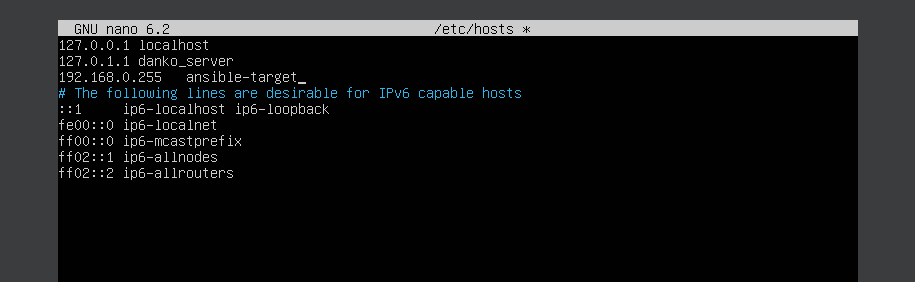 GNU nano 6.2 /etc/hosts *
127.0.0.1 localhost
127.0.1.1 danko_server
192.168.0.255 ansible-target_
# The following lines are desirable for IPv6 capable hosts
::1 ip6-localhost ip6-loopback
fe00::0 ip6-localnet
ff00::0 ip6-mcastprefix
ff02::1 ip6-allnodes
ff02::2 ip6-allrouters